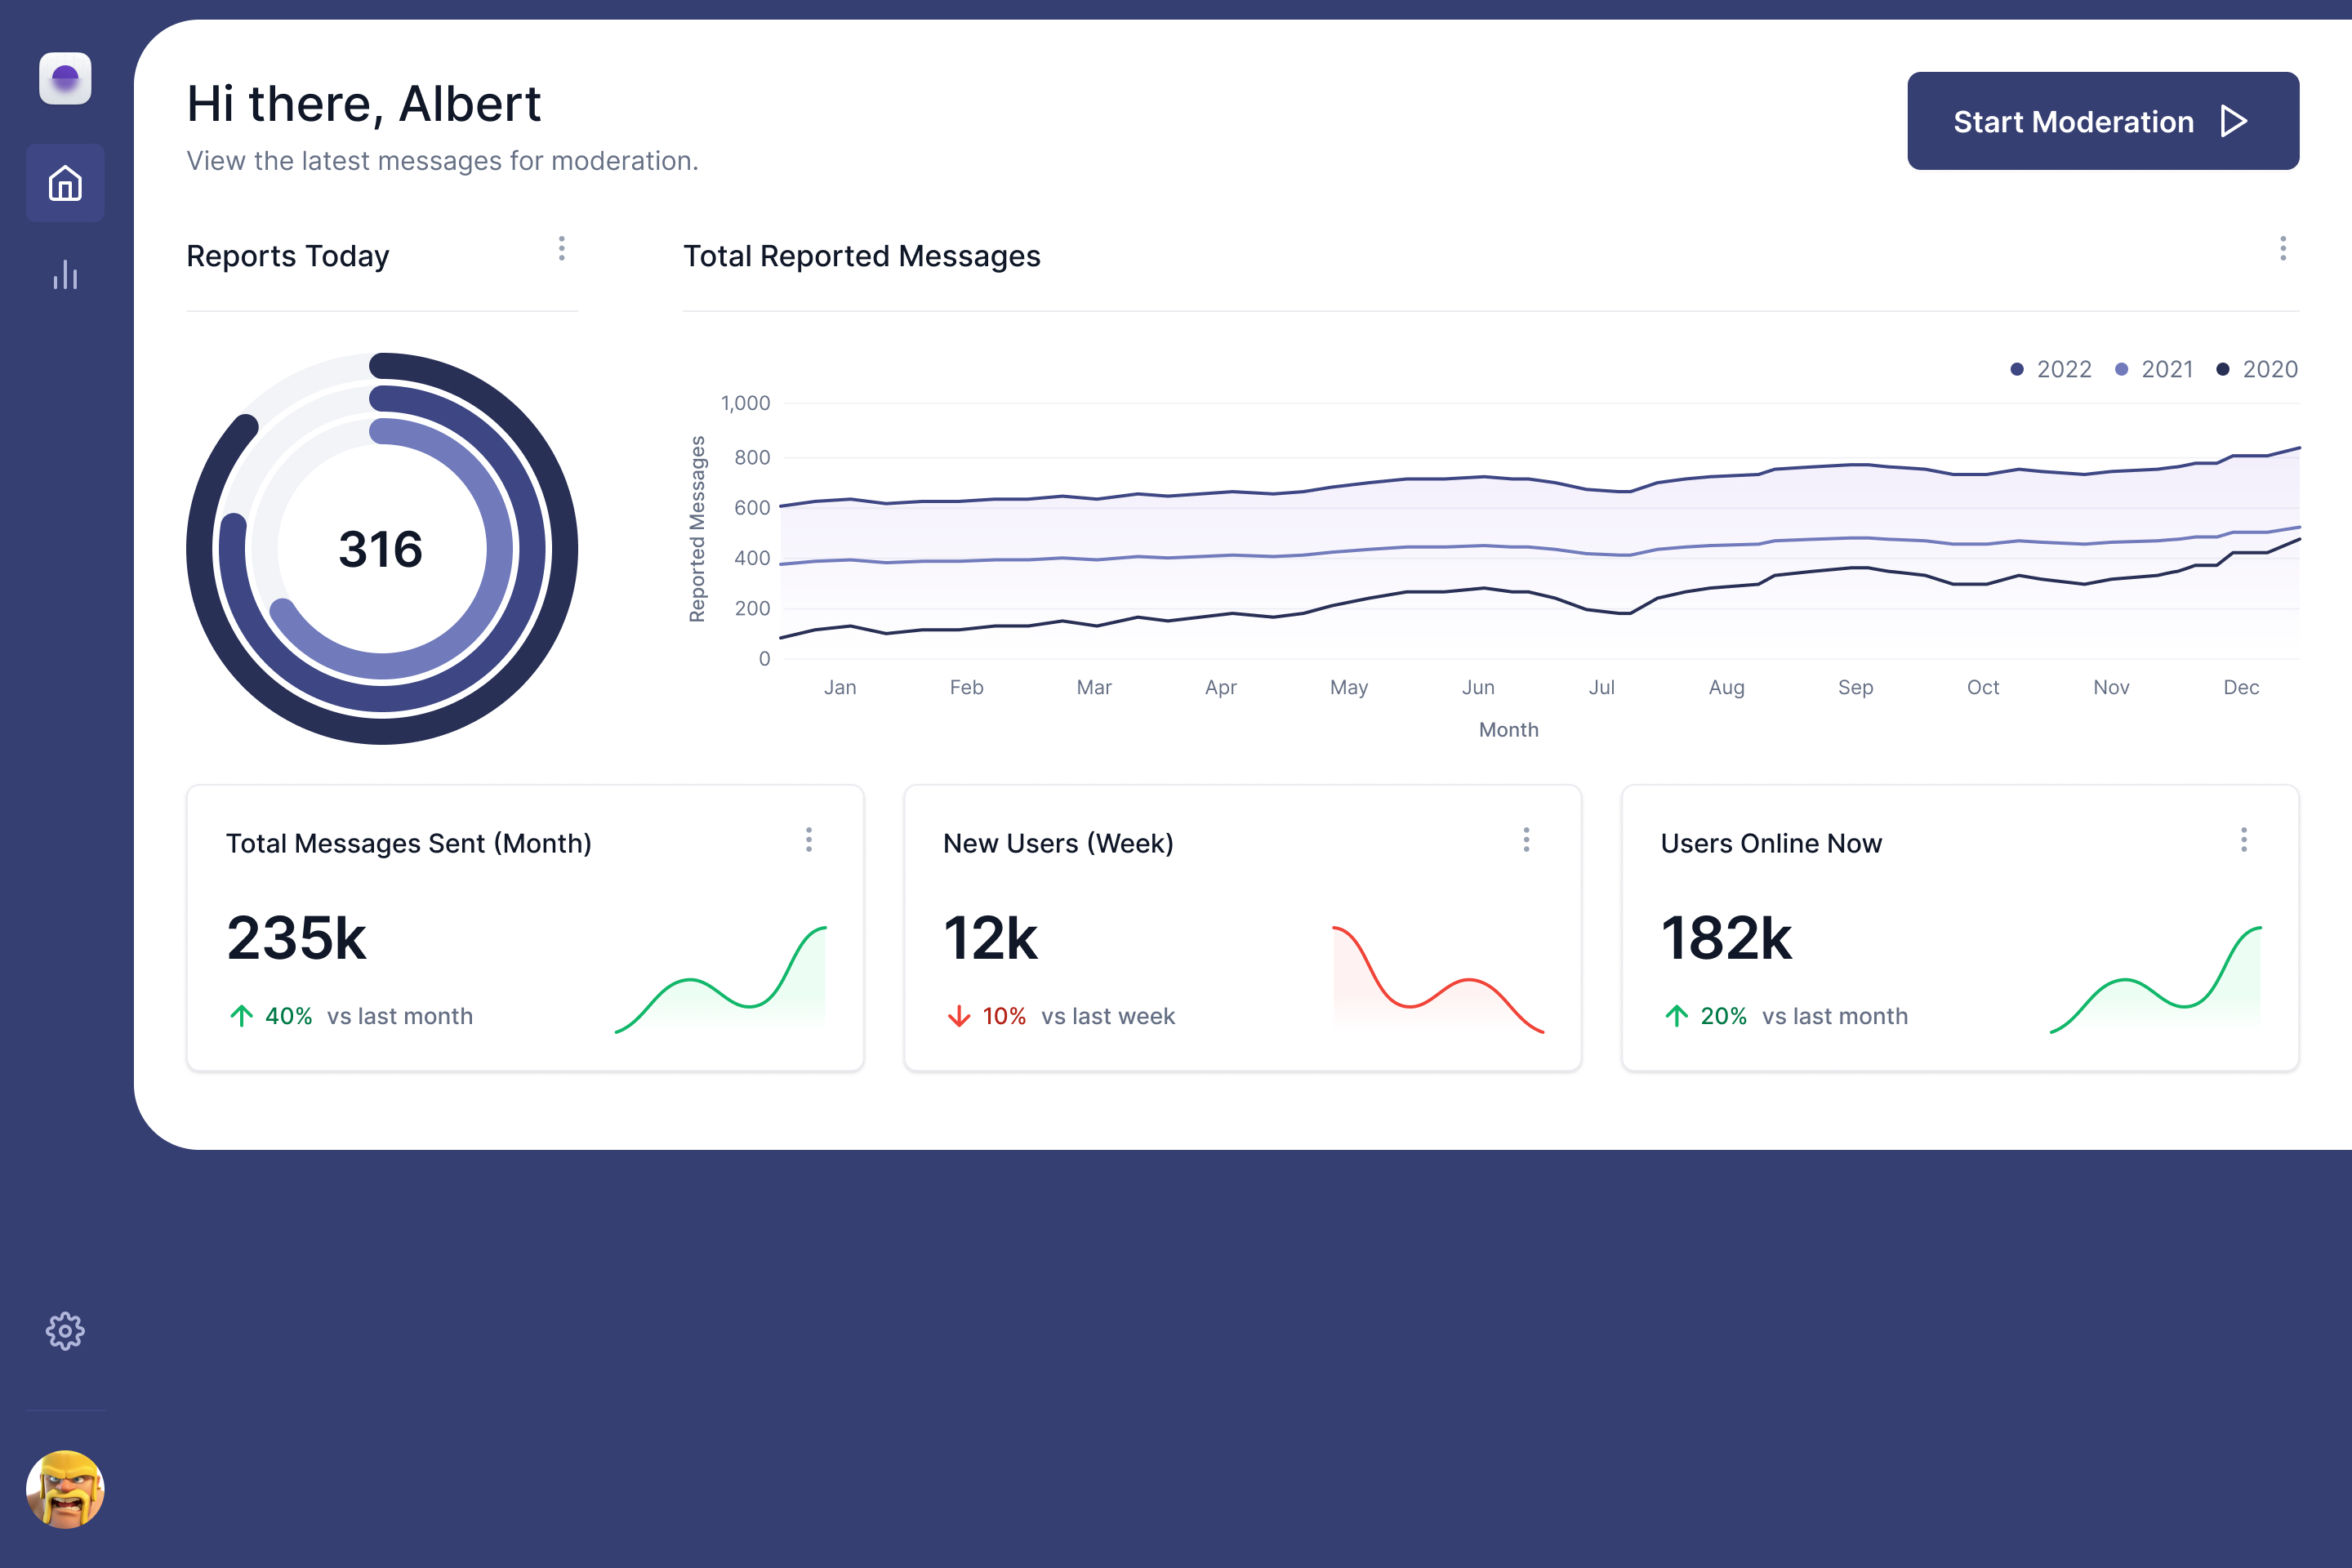 Hi there, Albert
View the latest messages for moderation.
Start Moderation
Reports Today
316
Total Reported Messages
2022 2021 2020
Reported Messages
1,000
800
600
400
200
0
Jan Feb Mar Apr May Jun Jul Aug Sep Oct Nov Dec
Month
Total Messages Sent (Month)
235k
40% vs last month
New Users (Week)
12k
10% vs last week
Users Online Now
182k
20% vs last month